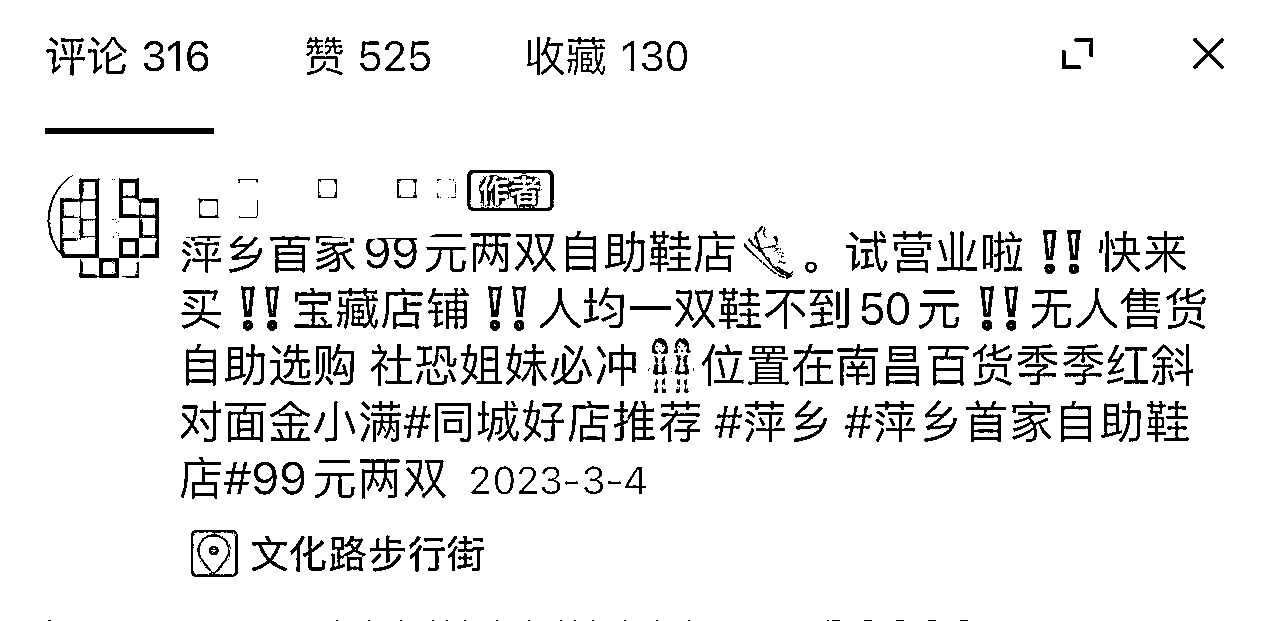 评论 316 赞 525 收藏 130
作者
萍乡首家99元两双自助鞋店👟。试营业啦‼️快来
买‼️宝藏店铺‼️人均一双鞋不到50元‼️无人售货
自助选购 社恐姐妹必冲👭位置在南昌百货季季红斜
对面金小满#同城好店推荐 #萍乡 #萍乡首家自助鞋
店#99元两双 2023-3-4
文化路步行街